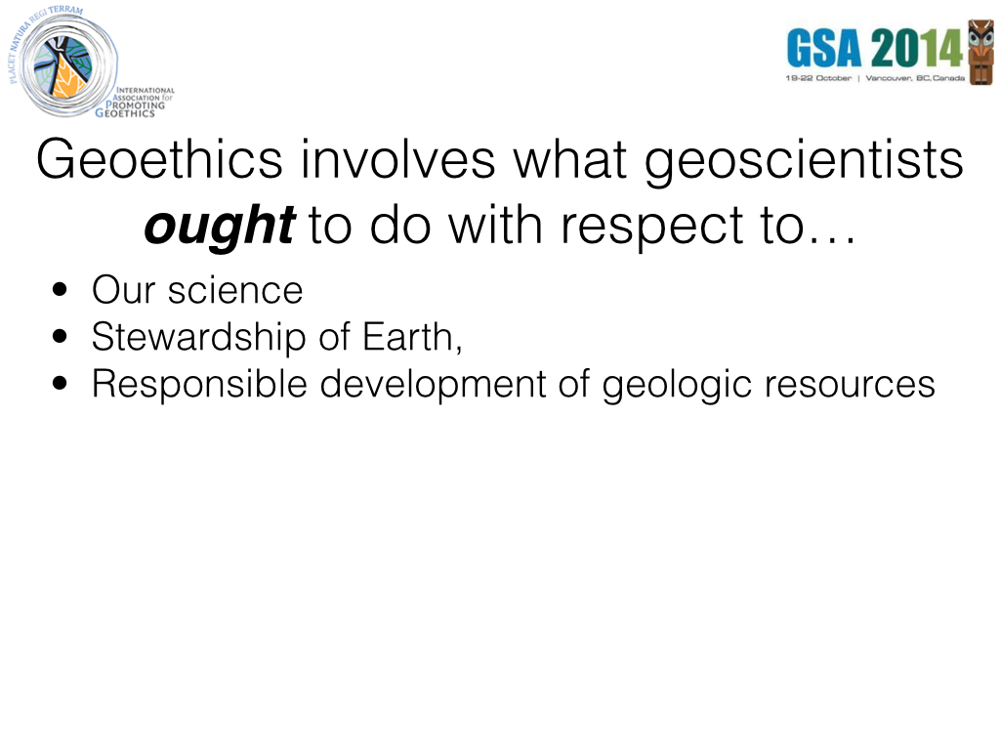 PLACET NATURA REGI TERRAM
INTERNATIONAL
ASSOCIATION for
PROMOTING
GEOETHICS
GSA 2014
19-22 October | Vancouver, BC, Canada
Geoethics involves what geoscientists
ought to do with respect to…
• Our science
• Stewardship of Earth,
• Responsible development of geologic resources